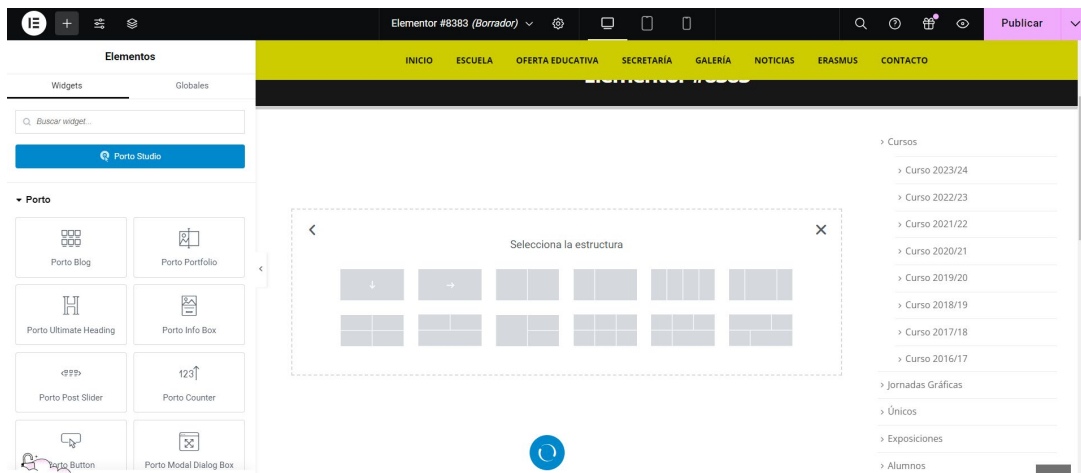 Elementor #8383 (Borrador)
Publicar
Elementos
Widgets
Globales
Buscar widget...
Porto Studio
Porto
Porto Blog
Porto Portfolio
Porto Ultimate Heading
Porto Info Box
123
Porto Post Slider
Porto Counter
Porto Button
Porto Modal Dialog Box
INICIO ESCUELA OFERTA EDUCATIVA SECRETARÍA GALERÍA NOTICIAS ERASMUS CONTACTO
Elementor #8383
Selecciona la estructura
> Cursos
> Curso 2023/24
> Curso 2022/23
> Curso 2021/22
> Curso 2020/21
> Curso 2019/20
> Curso 2018/19
> Curso 2017/18
> Curso 2016/17
> Jornadas Gráficas
> Únicos
> Exposiciones
> Alumnos